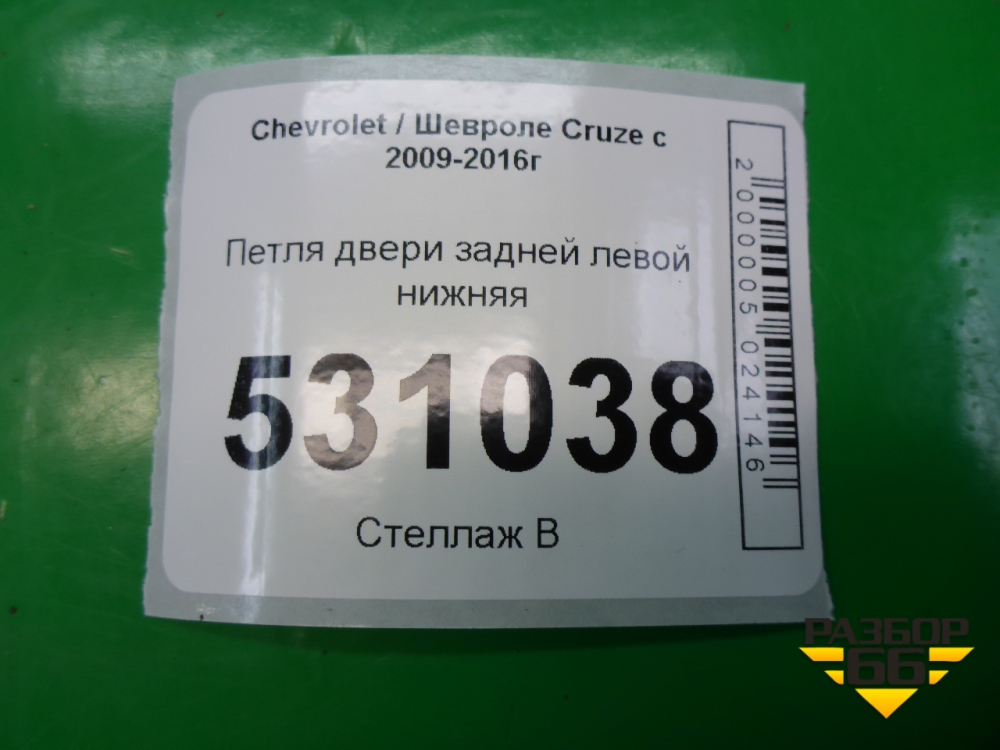 Chevrolet / Шевроле Cruze с
2009-2016г
Петля двери задней левой
нижняя
531038
Стеллаж В
2000005024146
РАЗБОР
66